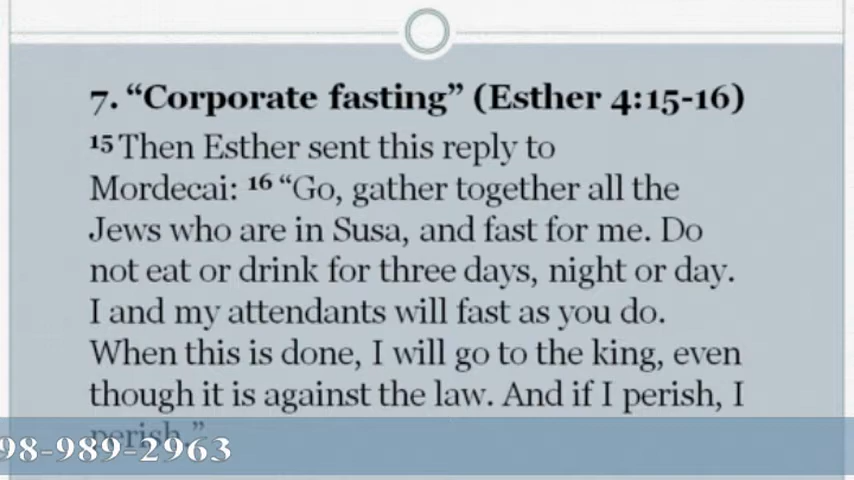 7. “Corporate fasting” (Esther 4:15-16)
15 Then Esther sent this reply to
Mordecai: 16 “Go, gather together all the
Jews who are in Susa, and fast for me. Do
not eat or drink for three days, night or day.
I and my attendants will fast as you do.
When this is done, I will go to the king, even
though it is against the law. And if I perish, I
perish.”
98-989-2963